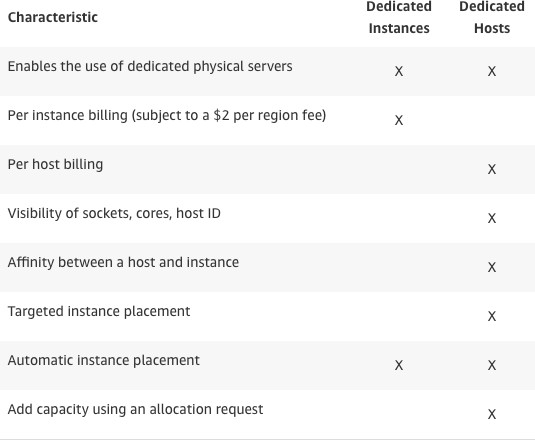 Characteristic Dedicated Instances Dedicated Hosts
Enables the use of dedicated physical servers X X
Per instance billing (subject to a $2 per region fee) X
Per host billing X
Visibility of sockets, cores, host ID X
Affinity between a host and instance X
Targeted instance placement X
Automatic instance placement X X
Add capacity using an allocation request X